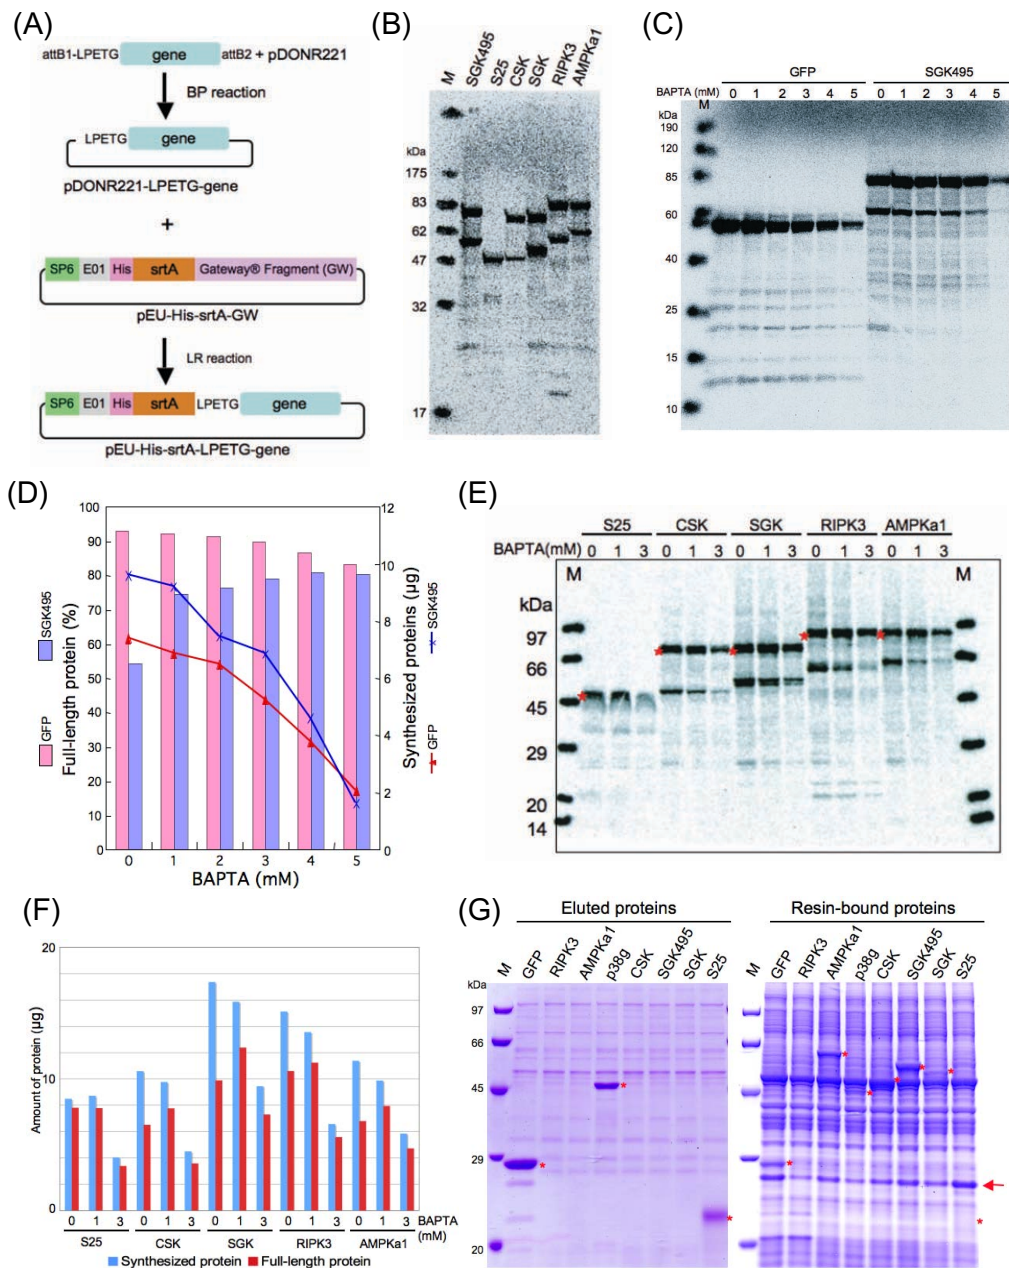 (A)
attB1-LPETG gene attB2 + pDONR221
BP reaction
LPETG gene
pDONR221-LPETG-gene
+
SP6 E01 His srtA Gateway® Fragment (GW)
pEU-His-srtA-GW
LR reaction
SP6 E01 His srtA LPETG gene
pEU-His-srtA-LPETG-gene
(B)
M SGK495 S25 CSK SGK RIPK3 AMPKa1
kDa
175
83
62
47
32
17
(C)
GFP SGK495
BAPTA (mM) 0 1 2 3 4 5 0 1 2 3 4 5
M
kDa
190
120
85
60
40
25
15
10
(D)
SGK495
GFP
Full-length protein (%)
100
90
80
70
60
50
40
30
20
10
0
0 1 2 3 4 5
BAPTA (mM)
12
10
8
6
4
2
0
Synthesized proteins (µg)
SGK495
GFP
(E)
S25 CSK SGK RIPK3 AMPKa1
BAPTA(mM) 0 1 3 0 1 3 0 1 3 0 1 3 0 1 3
M M
kDa
97
66
45
29
20
14
* * * * *
(F)
Amount of protein (µg)
20
10
0
0 1 3 0 1 3 0 1 3 0 1 3 0 1 3 BAPTA (mM)
S25 CSK SGK RIPK3 AMPKa1
Synthesized protein Full-length protein
(G)
Eluted proteins
M GFP RIPK3 AMPKa1 p38g CSK SGK495 SGK S25
kDa
97
66
45
29
20
* * *
Resin-bound proteins
M GFP RIPK3 AMPKa1 p38g CSK SGK495 SGK S25
97
66
45
29
20
* * * * * * *